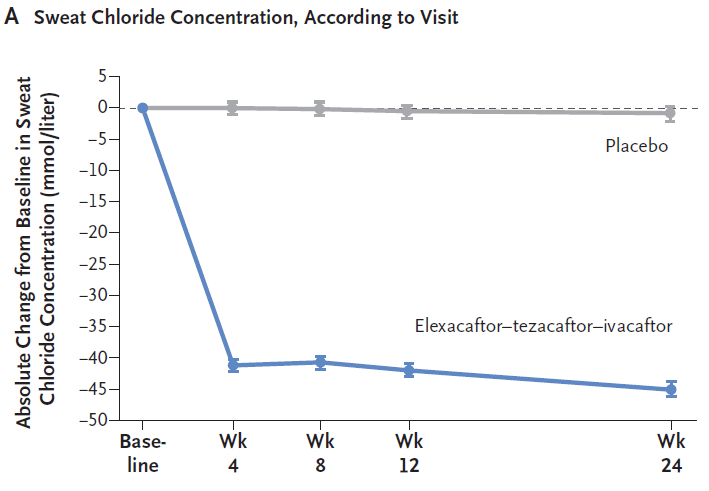 A Sweat Chloride Concentration, According to Visit
Absolute Change from Baseline in Sweat
Chloride Concentration (mmol/liter)
5
0
−5
−10
−15
−20
−25
−30
−35
−40
−45
−50
Placebo
Elexacaftor–tezacaftor–ivacaftor
Base-
line
Wk
4
Wk
8
Wk
12
Wk
24